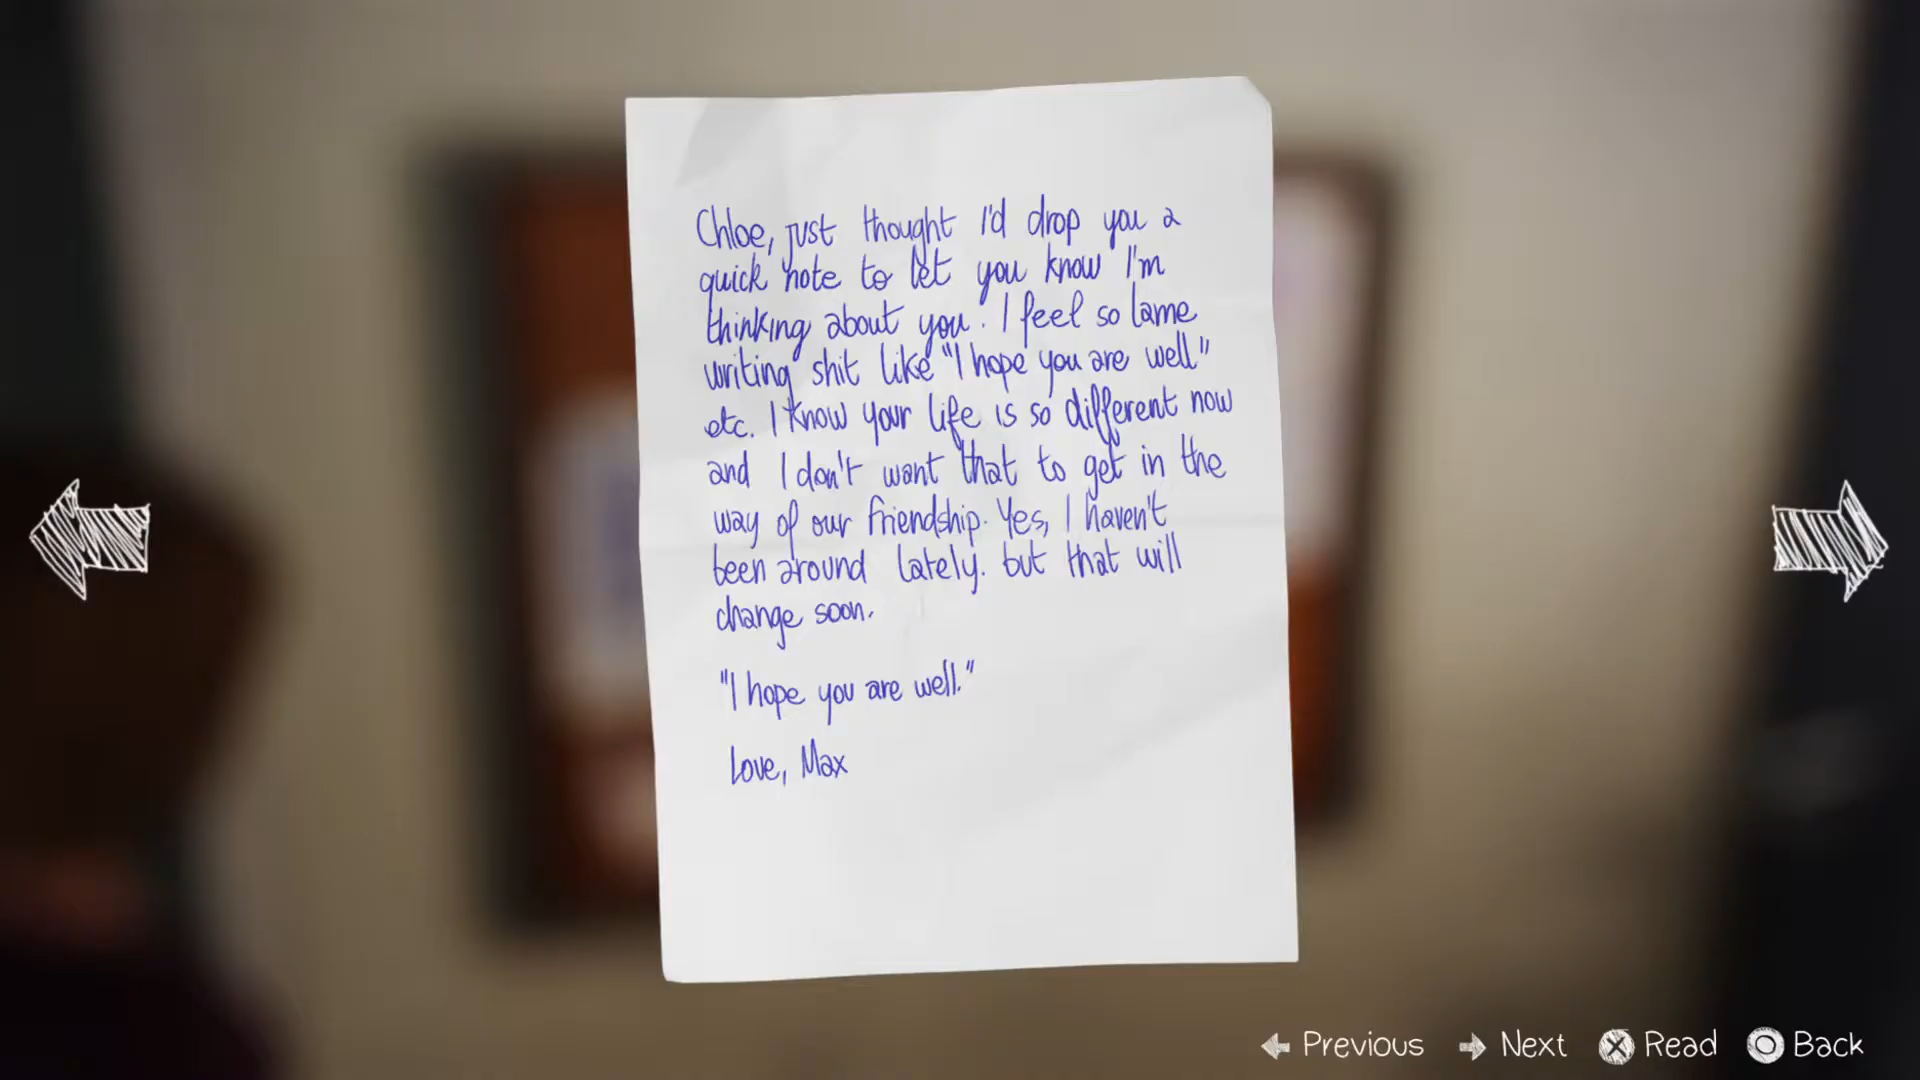 Chloe, just thought I'd drop you a
quick note to let you know I'm
thinking about you. I feel so lame
writing shit like "I hope you are well"
etc. I know your life is so different now
and I don't want that to get in the
way of our friendship. Yes, I haven't
been around lately. but that will
change soon.
"I hope you are well."
Love, Max
Previous Next Read Back